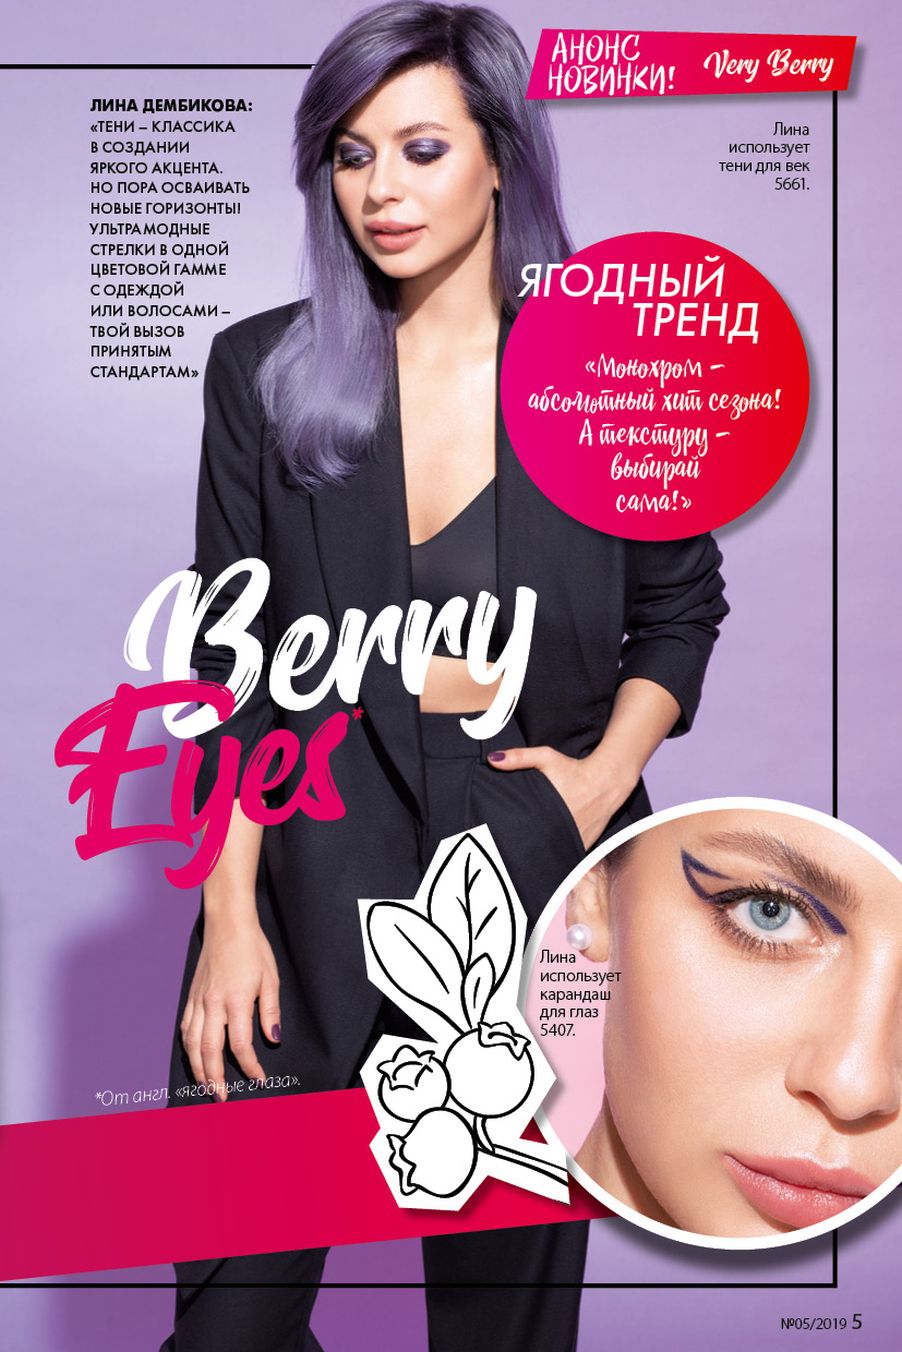 АНОНС
НОВИНКИ!
Very Berry
ЛИНА ДЕМБИКОВА:
«ТЕНИ – КЛАССИКА
В СОЗДАНИИ
ЯРКОГО АКЦЕНТА.
НО ПОРА ОСВАИВАТЬ
НОВЫЕ ГОРИЗОНТЫ!
УЛЬТРАМОДНЫЕ
СТРЕЛКИ В ОДНОЙ
ЦВЕТОВОЙ ГАММЕ
С ОДЕЖДОЙ
ИЛИ ВОЛОСАМИ –
ТВОЙ ВЫЗОВ
ПРИНЯТЫМ
СТАНДАРТАМ»
Лина
использует
тени для век
5661.
ЯГОДНЫЙ
ТРЕНД
«Монохром –
абсолютный хит сезона!
А текстуру –
выбирай
сама!»
Berry
Eyes*
Лина
использует
карандаш
для глаз
5407.
*От англ. «ягодные глаза».
№05/2019 5